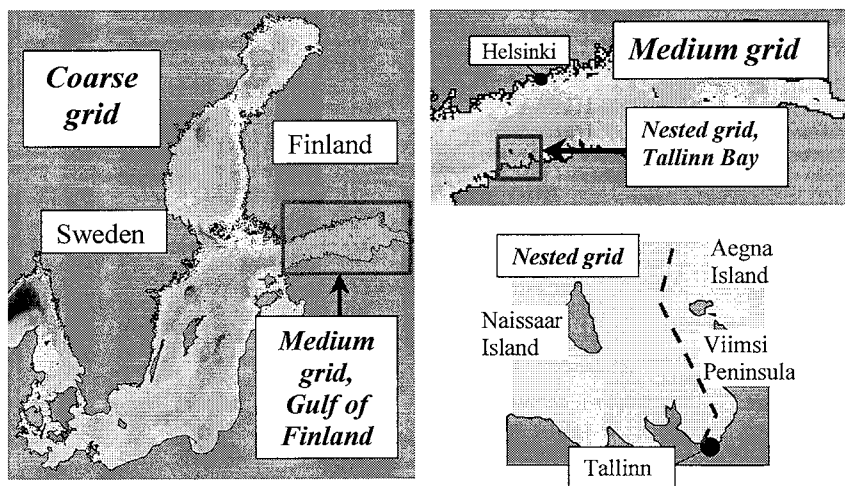 Coarse
grid
Finland
Sweden
Medium
grid,
Gulf of
Finland
Helsinki
Medium grid
Nested grid,
Tallinn Bay
Nested grid
Aegna
Island
Naissaar
Island
Viimsi
Peninsula
Tallinn